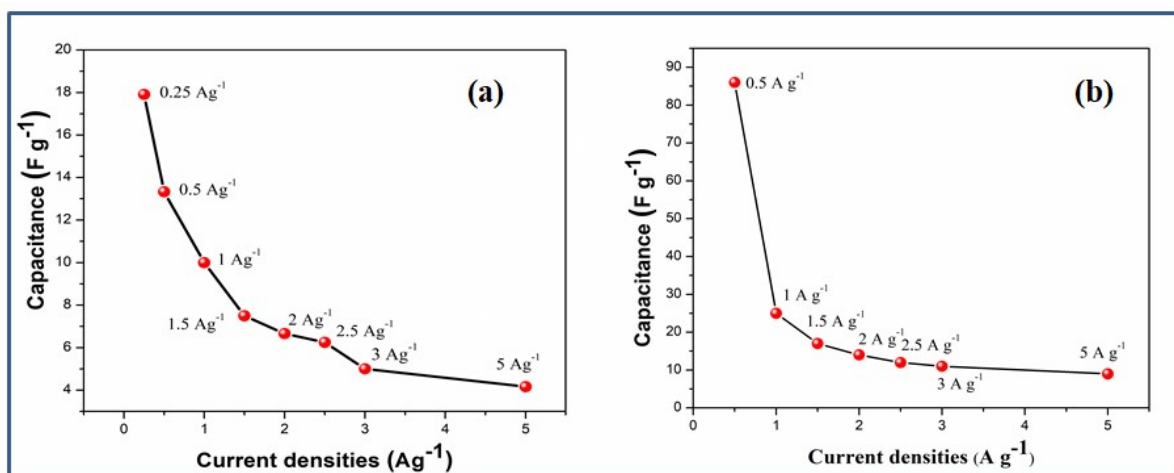 (a)
Capacitance (F g⁻¹)
20
18
16
14
12
10
8
6
4
0.25 Ag⁻¹
0.5 Ag⁻¹
1 Ag⁻¹
1.5 Ag⁻¹
2 Ag⁻¹
2.5 Ag⁻¹
3 Ag⁻¹
5 Ag⁻¹
0 1 2 3 4 5
Current densities (Ag⁻¹)
(b)
Capacitance (F g⁻¹)
90
80
70
60
50
40
30
20
10
0
0.5 A g⁻¹
1 A g⁻¹
1.5 A g⁻¹
2 A g⁻¹
2.5 A g⁻¹
3 A g⁻¹
5 A g⁻¹
0 1 2 3 4 5
Current densities (A g⁻¹)